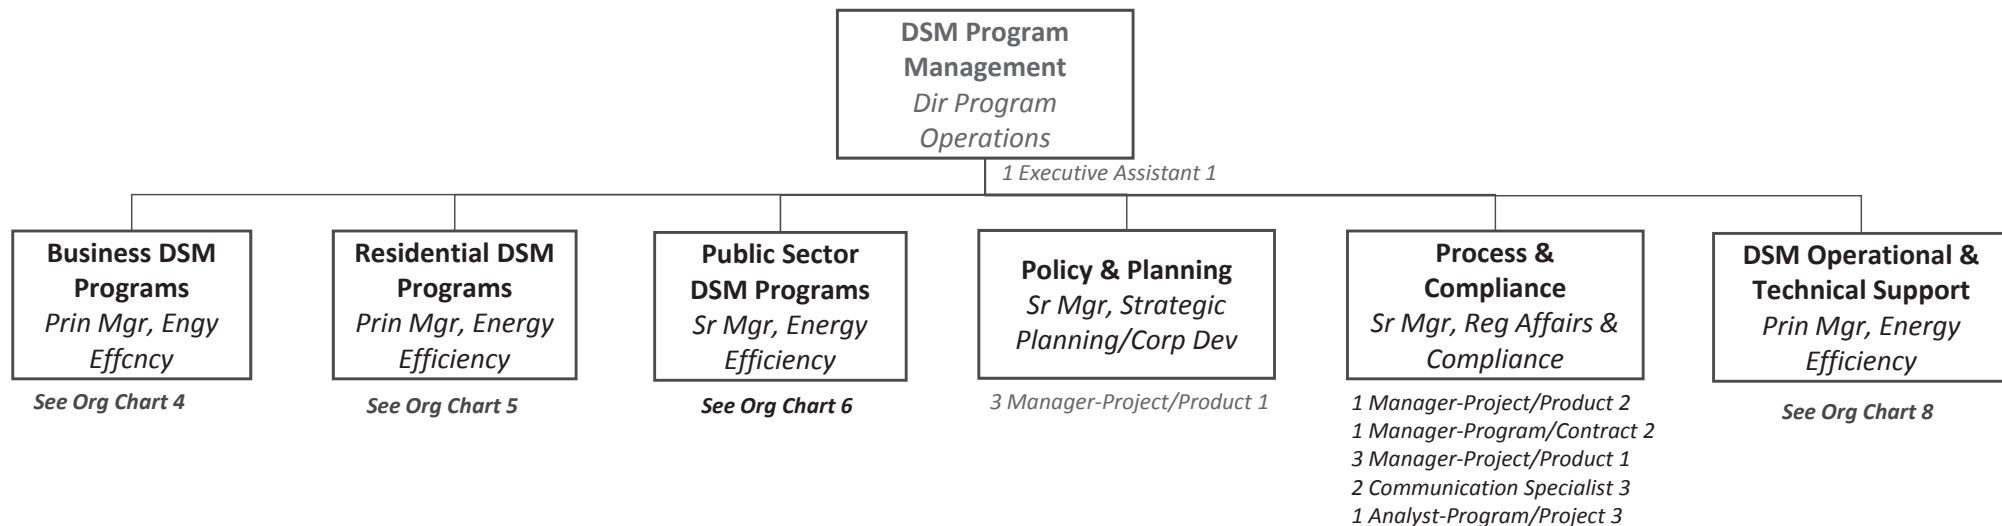 DSM Program
Management
Dir Program
Operations
1 Executive Assistant 1
Business DSM
Programs
Prin Mgr, Engy
Effcncy
See Org Chart 4
Residential DSM
Programs
Prin Mgr, Energy
Efficiency
See Org Chart 5
Public Sector
DSM Programs
Sr Mgr, Energy
Efficiency
See Org Chart 6
Policy & Planning
Sr Mgr, Strategic
Planning/Corp Dev
3 Manager-Project/Product 1
Process &
Compliance
Sr Mgr, Reg Affairs &
Compliance
1 Manager-Project/Product 2
1 Manager-Program/Contract 2
3 Manager-Project/Product 1
2 Communication Specialist 3
1 Analyst-Program/Project 3
DSM Operational &
Technical Support
Prin Mgr, Energy
Efficiency
See Org Chart 8